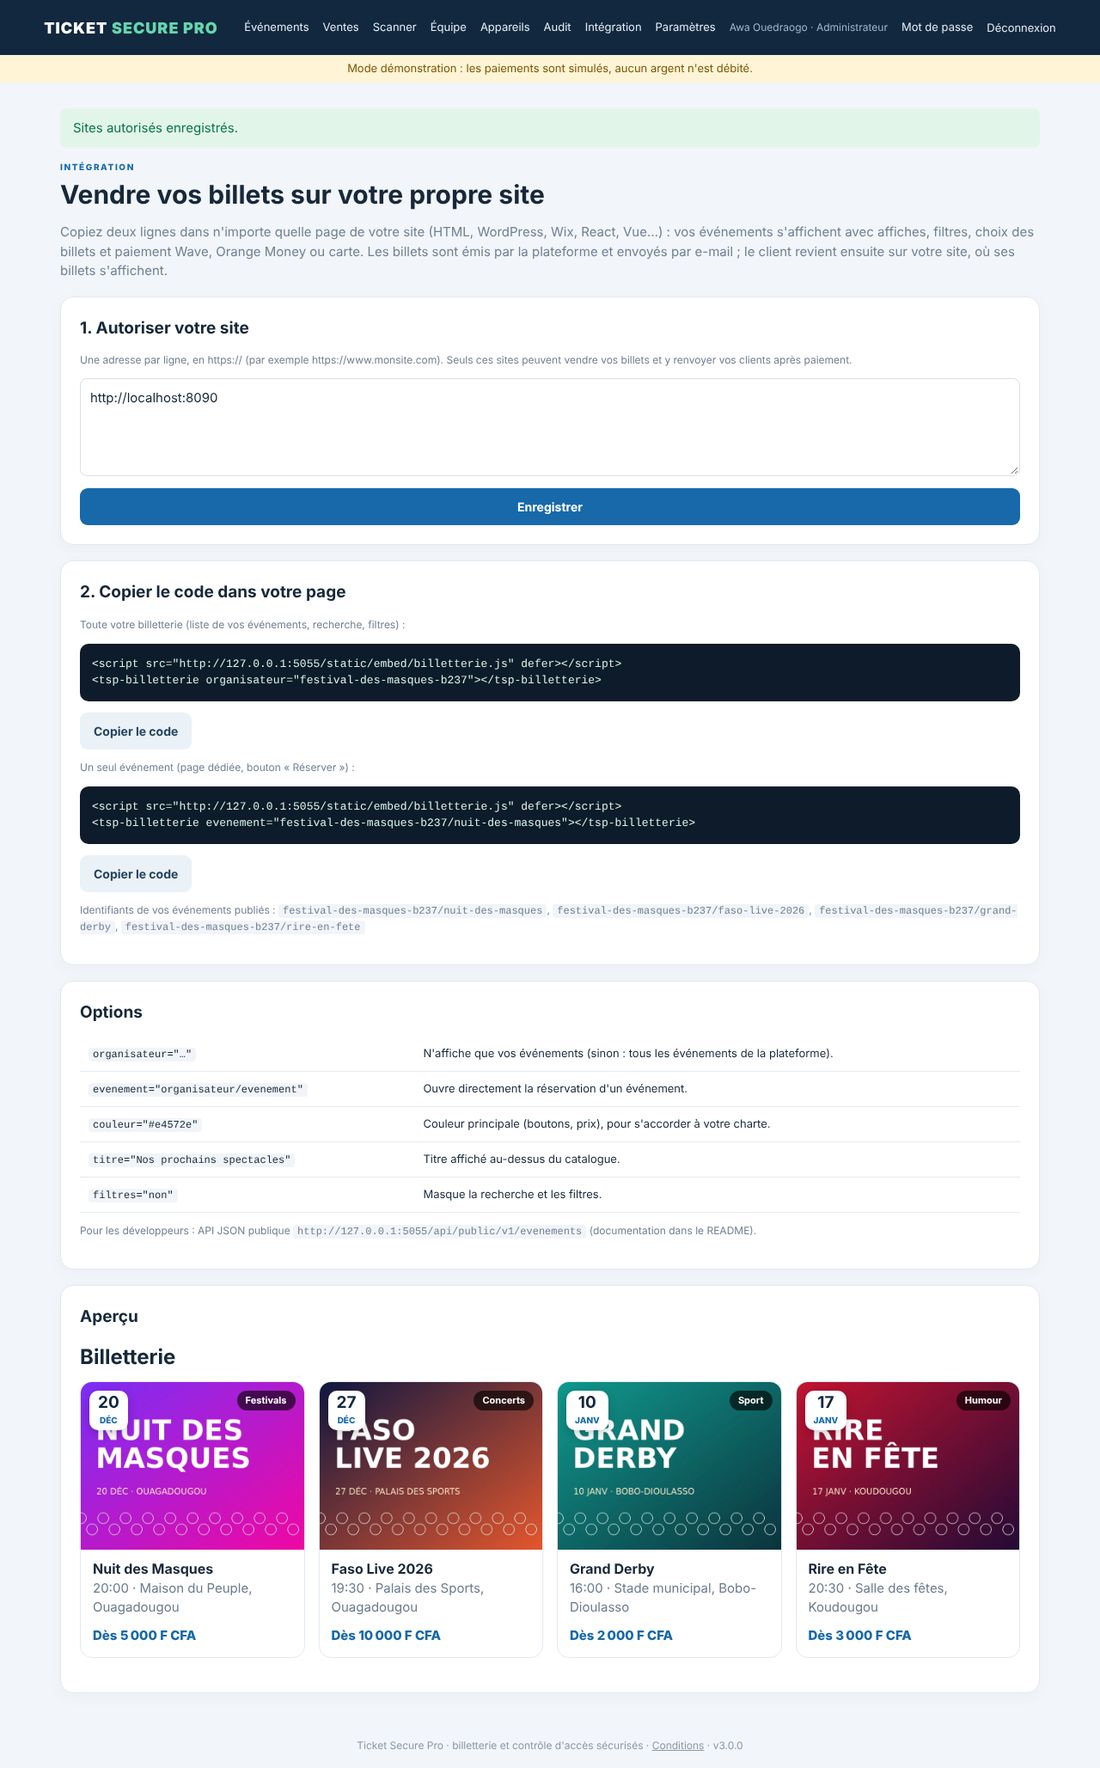 TICKET SECURE PRO
Événements Ventes Scanner Équipe Appareils Audit Intégration Paramètres Awa Ouedraogo · Administrateur Mot de passe Déconnexion
Mode démonstration : les paiements sont simulés, aucun argent n'est débité.
Sites autorisés enregistrés.
INTÉGRATION
Vendre vos billets sur votre propre site
Copiez deux lignes dans n'importe quelle page de votre site (HTML, WordPress, Wix, React, Vue…) : vos événements s'affichent avec affiches, filtres, choix des
billets et paiement Wave, Orange Money ou carte. Les billets sont émis par la plateforme et envoyés par e-mail ; le client revient ensuite sur votre site, où ses
billets s'affichent.
1. Autoriser votre site
Une adresse par ligne, en https:// (par exemple https://www.monsite.com). Seuls ces sites peuvent vendre vos billets et y renvoyer vos clients après paiement.
http://localhost:8090
Enregistrer
2. Copier le code dans votre page
Toute votre billetterie (liste de vos événements, recherche, filtres) :
<script src="http://127.0.0.1:5055/static/embed/billetterie.js" defer></script>
<tsp-billetterie organisateur="festival-des-masques-b237"></tsp-billetterie>
Copier le code
Un seul événement (page dédiée, bouton « Réserver ») :
<script src="http://127.0.0.1:5055/static/embed/billetterie.js" defer></script>
<tsp-billetterie evenement="festival-des-masques-b237/nuit-des-masques"></tsp-billetterie>
Copier le code
Identifiants de vos événements publiés : festival-des-masques-b237/nuit-des-masques , festival-des-masques-b237/faso-live-2026 , festival-des-masques-b237/grand-
derby , festival-des-masques-b237/rire-en-fete
Options
organisateur="…" N'affiche que vos événements (sinon : tous les événements de la plateforme).
evenement="organisateur/evenement" Ouvre directement la réservation d'un événement.
couleur="#e4572e" Couleur principale (boutons, prix), pour s'accorder à votre charte.
titre="Nos prochains spectacles" Titre affiché au-dessus du catalogue.
filtres="non" Masque la recherche et les filtres.
Pour les développeurs : API JSON publique http://127.0.0.1:5055/api/public/v1/evenements (documentation dans le README).
Aperçu
Billetterie
20
DÉC
Festivals
NUIT DES
MASQUES
20 DÉC · OUAGADOUGOU
Nuit des Masques
20:00 · Maison du Peuple,
Ouagadougou
Dès 5 000 F CFA
27
DÉC
Concerts
FASO
LIVE 2026
27 DÉC · PALAIS DES SPORTS
Faso Live 2026
19:30 · Palais des Sports,
Ouagadougou
Dès 10 000 F CFA
10
JANV
Sport
GRAND
DERBY
10 JANV · BOBO-DIOULASSO
Grand Derby
16:00 · Stade municipal, Bobo-
Dioulasso
Dès 2 000 F CFA
17
JANV
Humour
RIRE
EN FÊTE
17 JANV · KOUDOUGOU
Rire en Fête
20:30 · Salle des fêtes,
Koudougou
Dès 3 000 F CFA
Ticket Secure Pro · billetterie et contrôle d'accès sécurisés · Conditions · v3.0.0